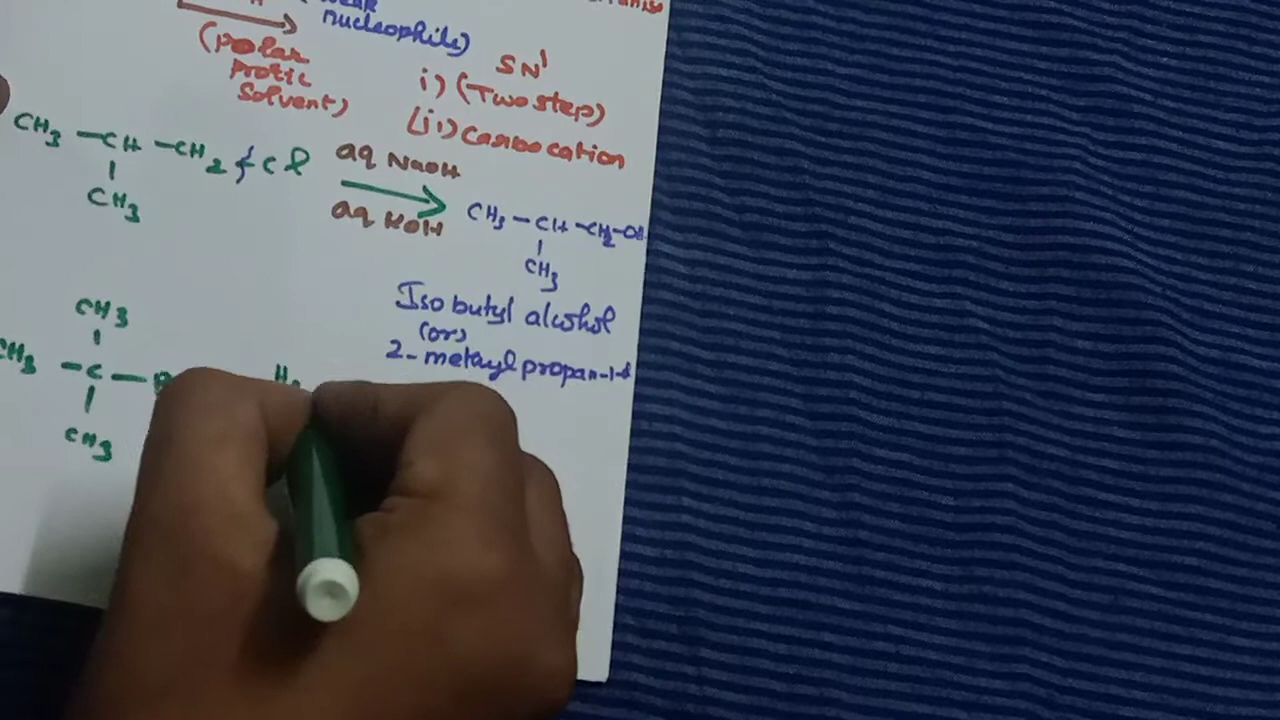 nucleophile)
(polar
protic
solvent)
SN1
i) (Two step)
(ii) carbocation
CH3 - CH - CH2 Cl
CH3
aq NaOH
aq KOH
CH3 - CH - CH2 - OH
CH3
Iso butyl alcohol
(or)
2-metayl propan-1-ol
CH3
CH3 - C -
CH3